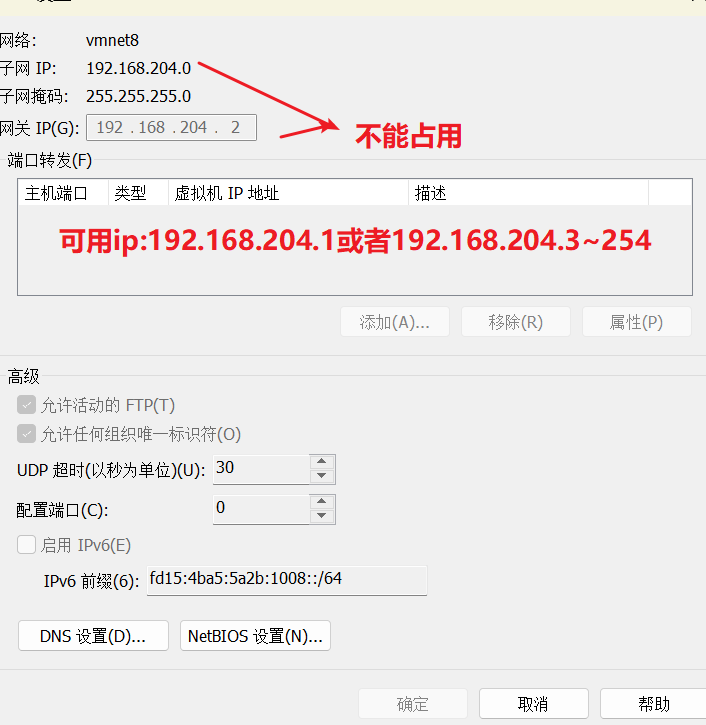 网络: vmnet8
子网 IP: 192.168.204.0
子网掩码: 255.255.255.0
网关 IP(G): 192 . 168 . 204 . 2
不能占用
端口转发(F)
主机端口 类型 虚拟机 IP 地址 描述
可用ip:192.168.204.1或者192.168.204.3~254
添加(A)... 移除(R) 属性(P)
高级
允许活动的 FTP(T)
允许任何组织唯一标识符(O)
UDP 超时(以秒为单位)(U): 30
配置端口(C): 0
启用 IPv6(E)
IPv6 前缀(6): fd15:4ba5:5a2b:1008::/64
DNS 设置(D)... NetBIOS 设置(N)...
确定 取消 帮助